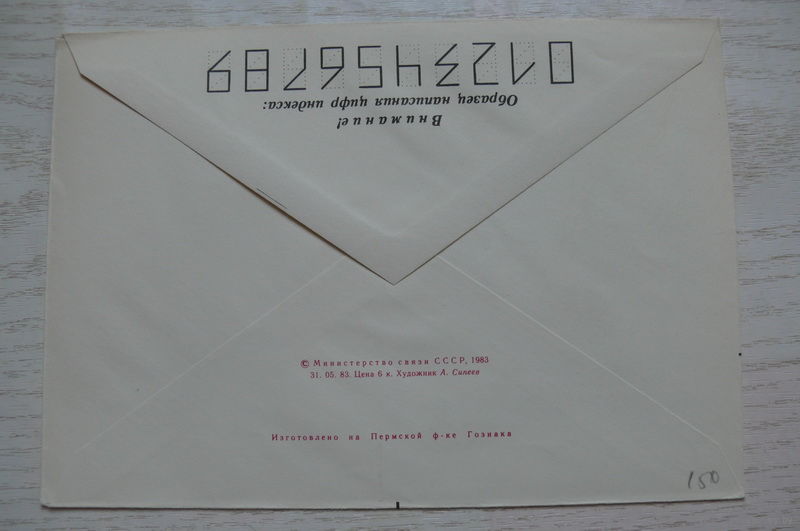 Внимание!
Образец написания цифр индекса:
0123456789
© Министерство связи СССР, 1983
31. 05. 83. Цена 6 к. Художник А. Сипеев
Изготовлено на Пермской ф-ке Гознака
150